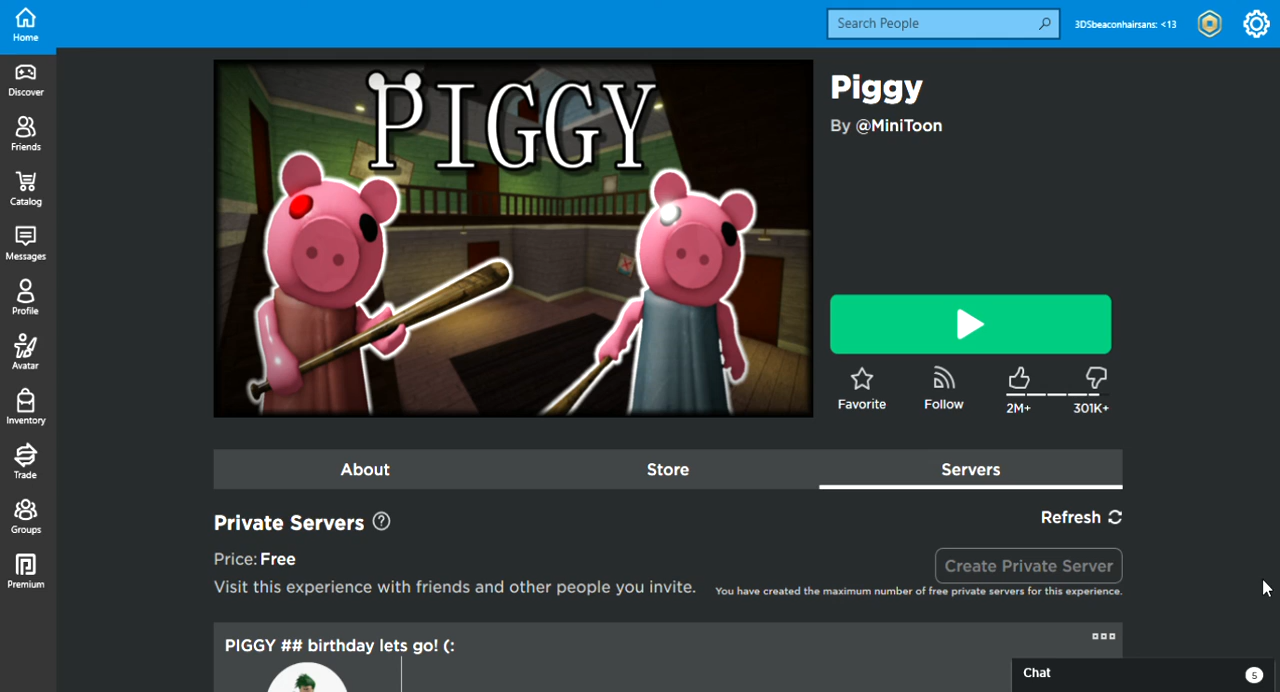 Home
Search People
3DSbeaconhairsans: <13
Discover
Friends
Catalog
Messages
Profile
Avatar
Inventory
Trade
Groups
Premium
PIGGY
Piggy
By @MiniToon
Favorite
Follow
2M+
301K+
About
Store
Servers
Private Servers
Refresh
Price: Free
Create Private Server
Visit this experience with friends and other people you invite.
You have created the maximum number of free private servers for this experience.
PIGGY ## birthday lets go! (:
Chat
5